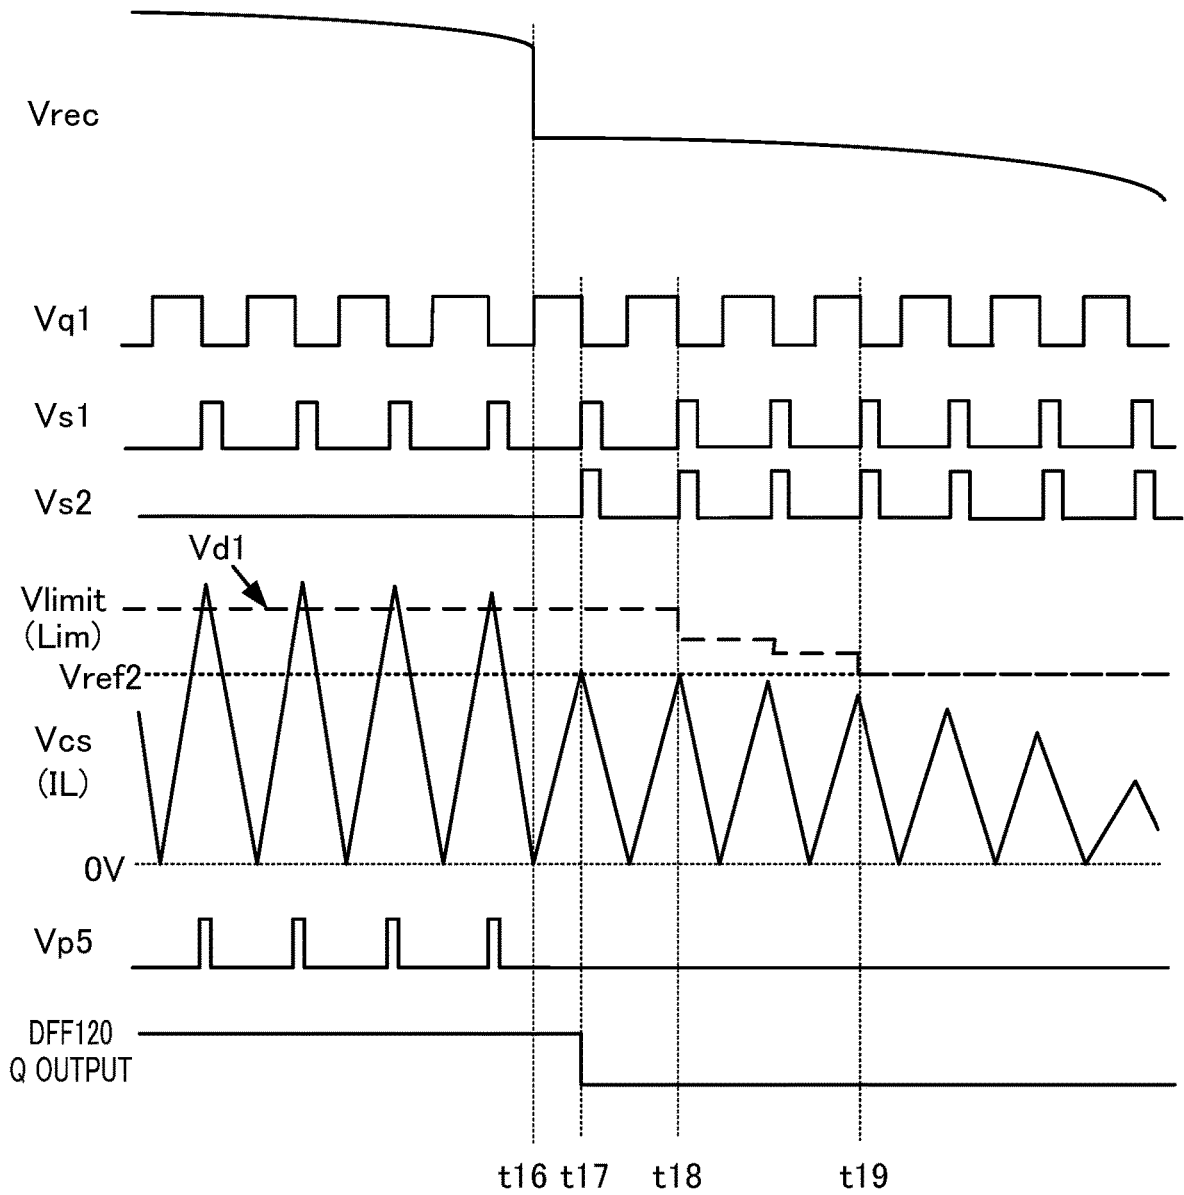 Vrec
Vq1
Vs1
Vs2
Vd1
Vlimit
(Lim)
Vref2
Vcs
(IL)
0V
Vp5
DFF120
Q OUTPUT
t16 t17 t18 t19